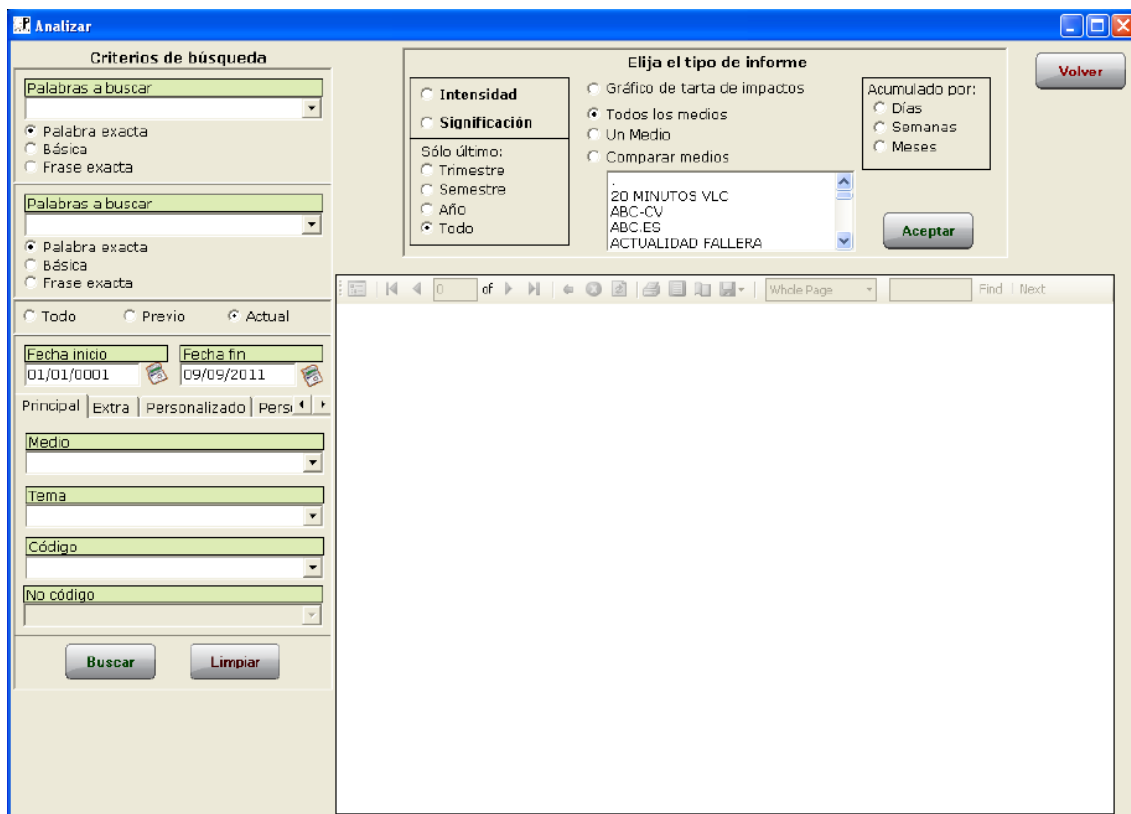 Analizar
Criterios de búsqueda
Palabras a buscar
Palabra exacta
Básica
Frase exacta
Palabras a buscar
Palabra exacta
Básica
Frase exacta
Todo Previo Actual
Fecha inicio Fecha fin
01/01/0001 09/09/2011
Principal Extra Personalizado Pers
Medio
Tema
Código
No código
Buscar Limpiar
Elija el tipo de informe
Intensidad
Significación
Sólo último:
Trimestre
Semestre
Año
Todo
Gráfico de tarta de impactos
Todos los medios
Un Medio
Comparar medios
.
20 MINUTOS VLC
ABC-CV
ABC.ES
ACTUALIDAD FALLERA
Acumulado por:
Días
Semanas
Meses
Aceptar
Volver
0 of Whole Page Find | Next